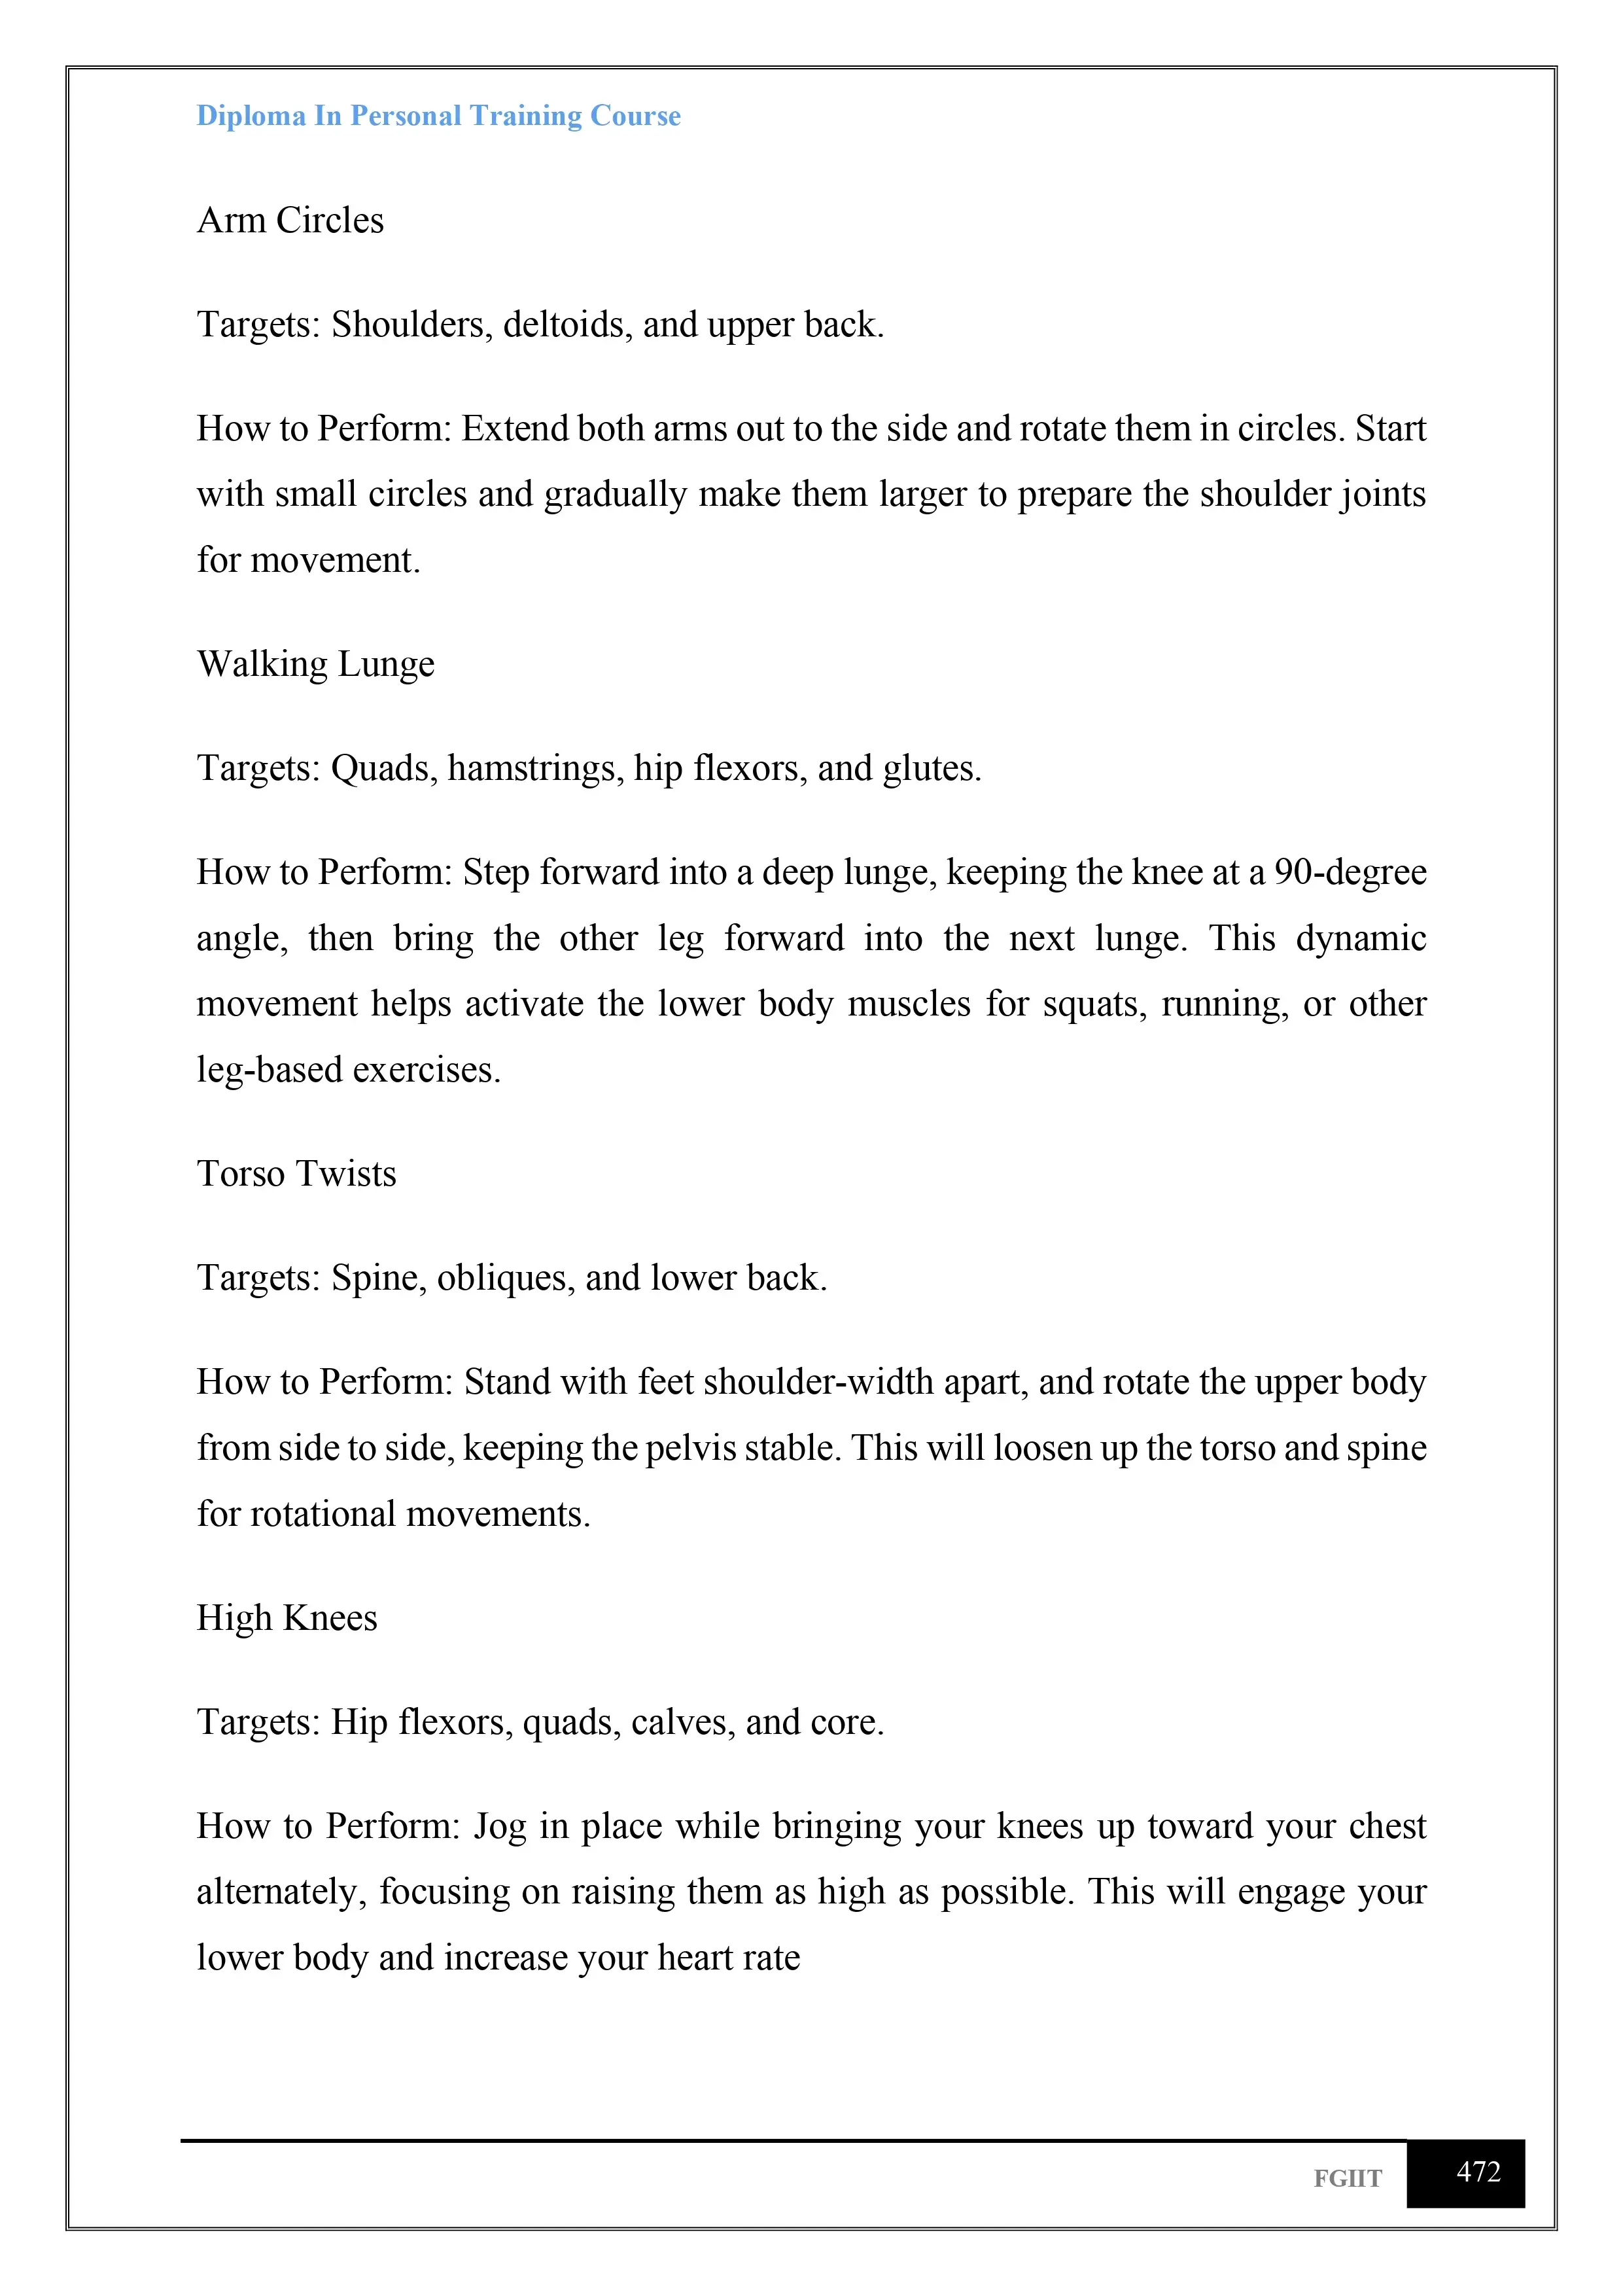 Diploma In Personal Training Course
Arm Circles
Targets: Shoulders, deltoids, and upper back.
How to Perform: Extend both arms out to the side and rotate them in circles. Start
with small circles and gradually make them larger to prepare the shoulder joints
for movement.
Walking Lunge
Targets: Quads, hamstrings, hip flexors, and glutes.
How to Perform: Step forward into a deep lunge, keeping the knee at a 90-degree
angle, then bring the other leg forward into the next lunge. This dynamic
movement helps activate the lower body muscles for squats, running, or other
leg-based exercises.
Torso Twists
Targets: Spine, obliques, and lower back.
How to Perform: Stand with feet shoulder-width apart, and rotate the upper body
from side to side, keeping the pelvis stable. This will loosen up the torso and spine
for rotational movements.
High Knees
Targets: Hip flexors, quads, calves, and core.
How to Perform: Jog in place while bringing your knees up toward your chest
alternately, focusing on raising them as high as possible. This will engage your
lower body and increase your heart rate
FGIIT 472